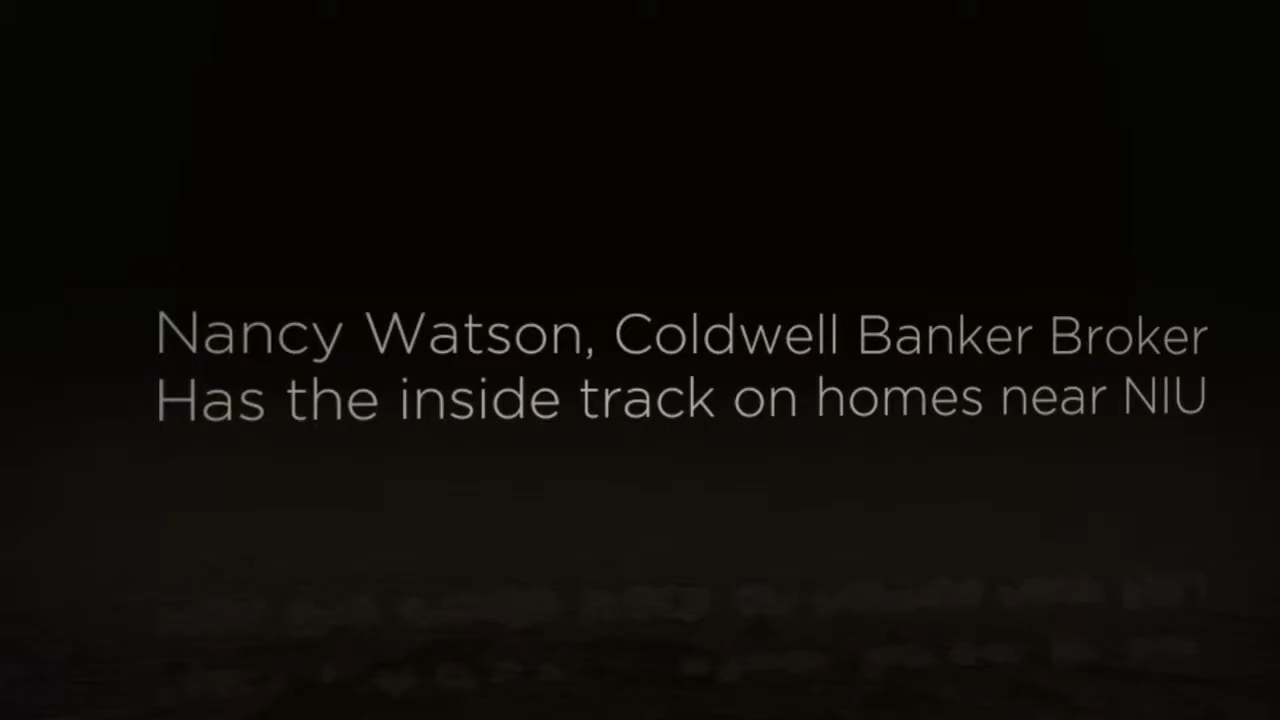 Nancy Watson, Coldwell Banker Broker
Has the inside track on homes near NIU